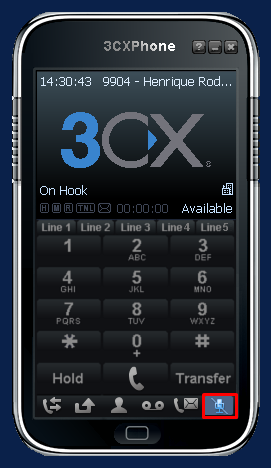 3CXPhone ? _ x
14:30:43 9904 - Henrique Rod...
3CX
On Hook
H M R TNL 00:00:00 Available
Line 1 Line 2 Line 3 Line 4 Line 5
1 2 3
ABC DEF
4 5 6
GHI JKL MNO
7 8 9
PQRS TUV WXYZ
* 0 #
+
Hold Transfer